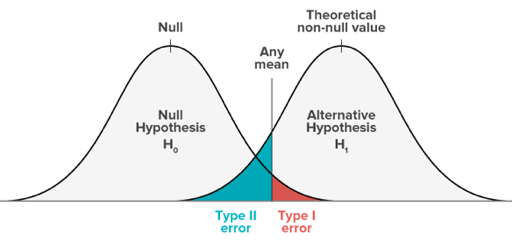 Null
Theoretical
non-null value
Any
mean
Null
Hypothesis
H₀
Alternative
Hypothesis
H₁
Type II
error
Type I
error